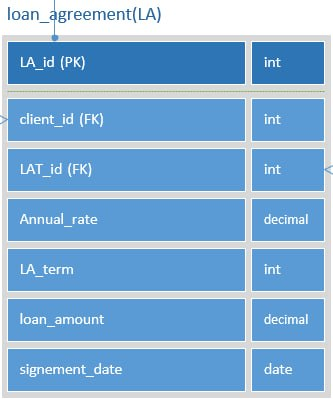 loan_agreement(LA)
LA_id (PK) int
client_id (FK) int
LAT_id (FK) int
Annual_rate decimal
LA_term int
loan_amount decimal
signement_date date